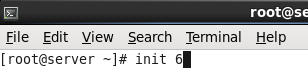 root@se
File Edit View Search Terminal Help
[root@server ~]# init 6